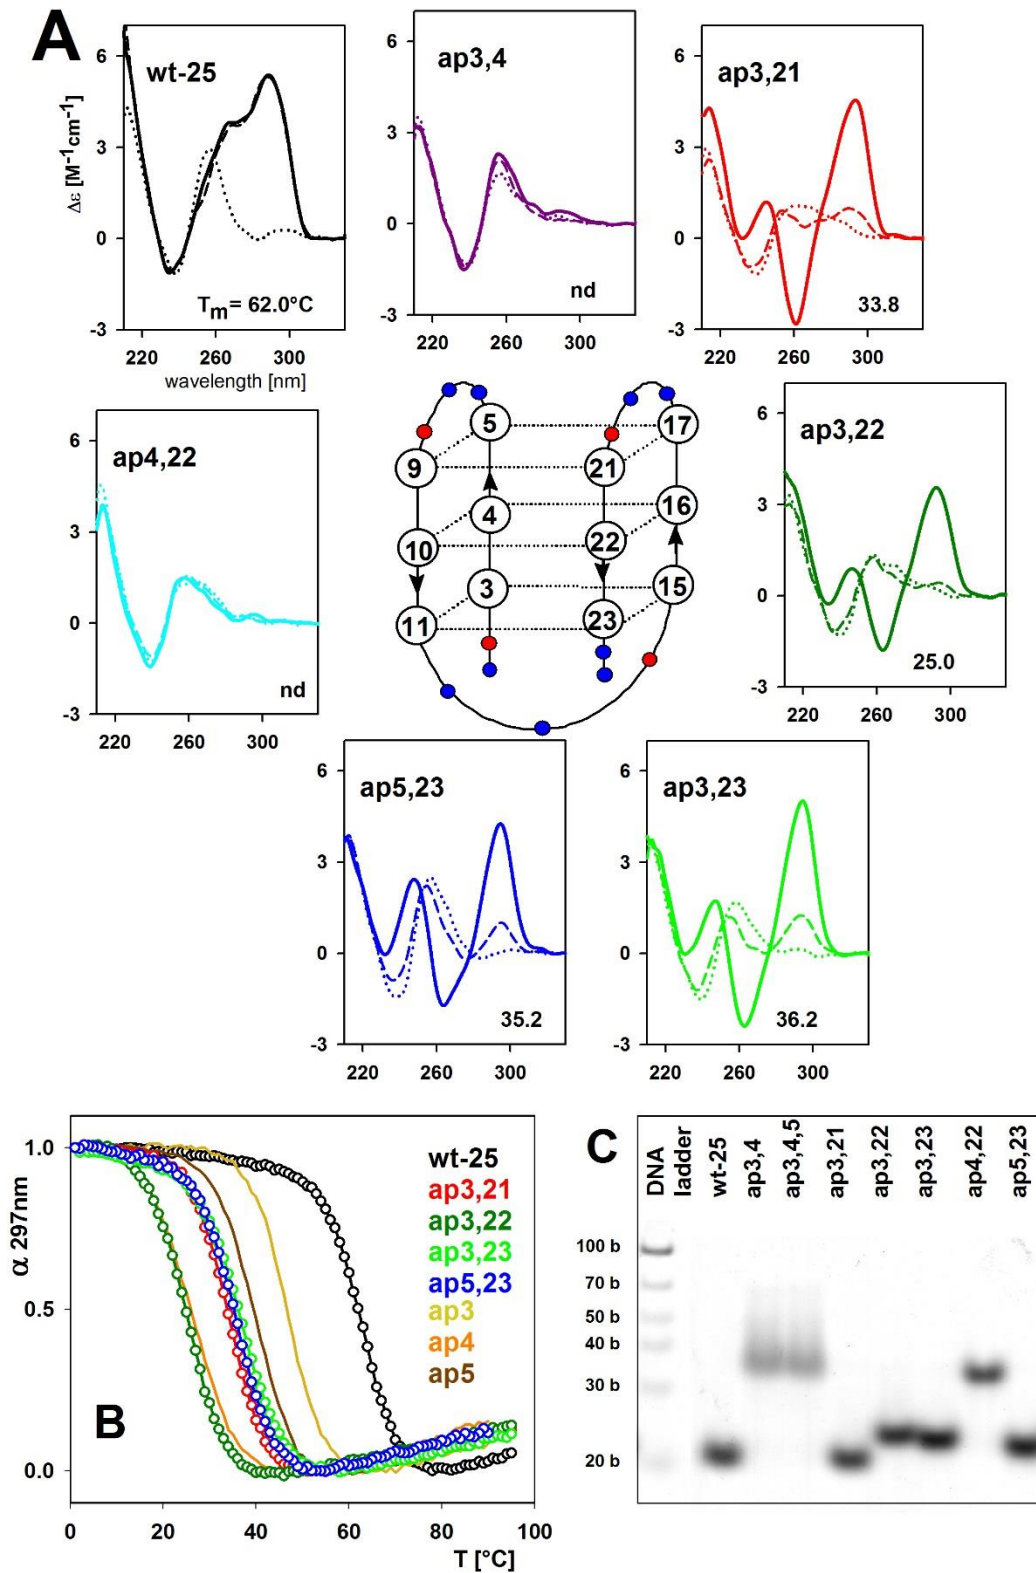 A
wt-25
6
3
0
-3
Δε [M⁻¹cm⁻¹]
Tm= 62.0°C
220 260 300
wavelength [nm]
ap3,4
6
3
0
-3
nd
220 260 300
ap3,21
6
3
0
-3
33.8
220 260 300
ap4,22
6
3
0
-3
nd
220 260 300
5 17
9 21
4 16
10 22
3 15
11 23
ap3,22
6
3
0
-3
25.0
220 260 300
ap5,23
6
3
0
-3
35.2
220 260 300
ap3,23
6
3
0
-3
36.2
220 260 300
B
α 297nm
1.0
0.5
0.0
wt-25
ap3,21
ap3,22
ap3,23
ap5,23
ap3
ap4
ap5
0 20 40 60 80 100
T [°C]
C
DNA
ladder
wt-25
ap3,4
ap3,4,5
ap3,21
ap3,22
ap3,23
ap4,22
ap5,23
100 b
70 b
50 b
40 b
30 b
20 b